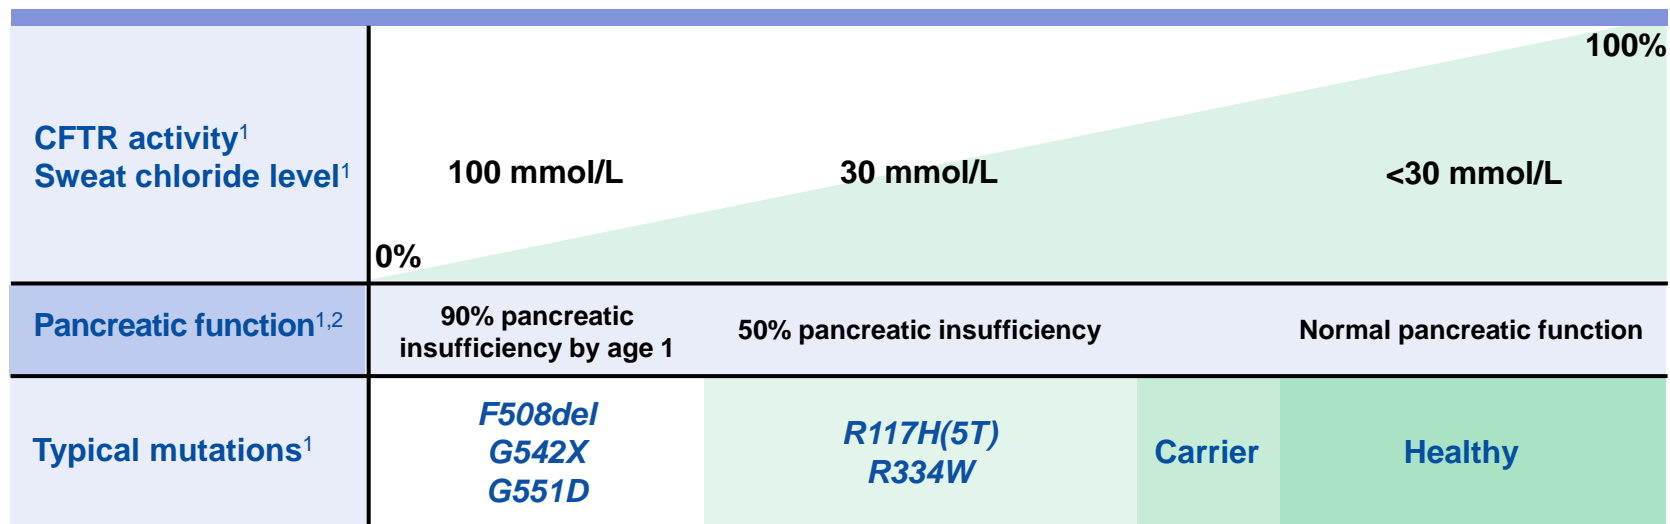 100%
CFTR activity¹
Sweat chloride level¹
100 mmol/L
30 mmol/L
<30 mmol/L
0%
Pancreatic function¹,²
90% pancreatic
insufficiency by age 1
50% pancreatic insufficiency
Normal pancreatic function
Typical mutations¹
F508del
G542X
G551D
R117H(5T)
R334W
Carrier
Healthy